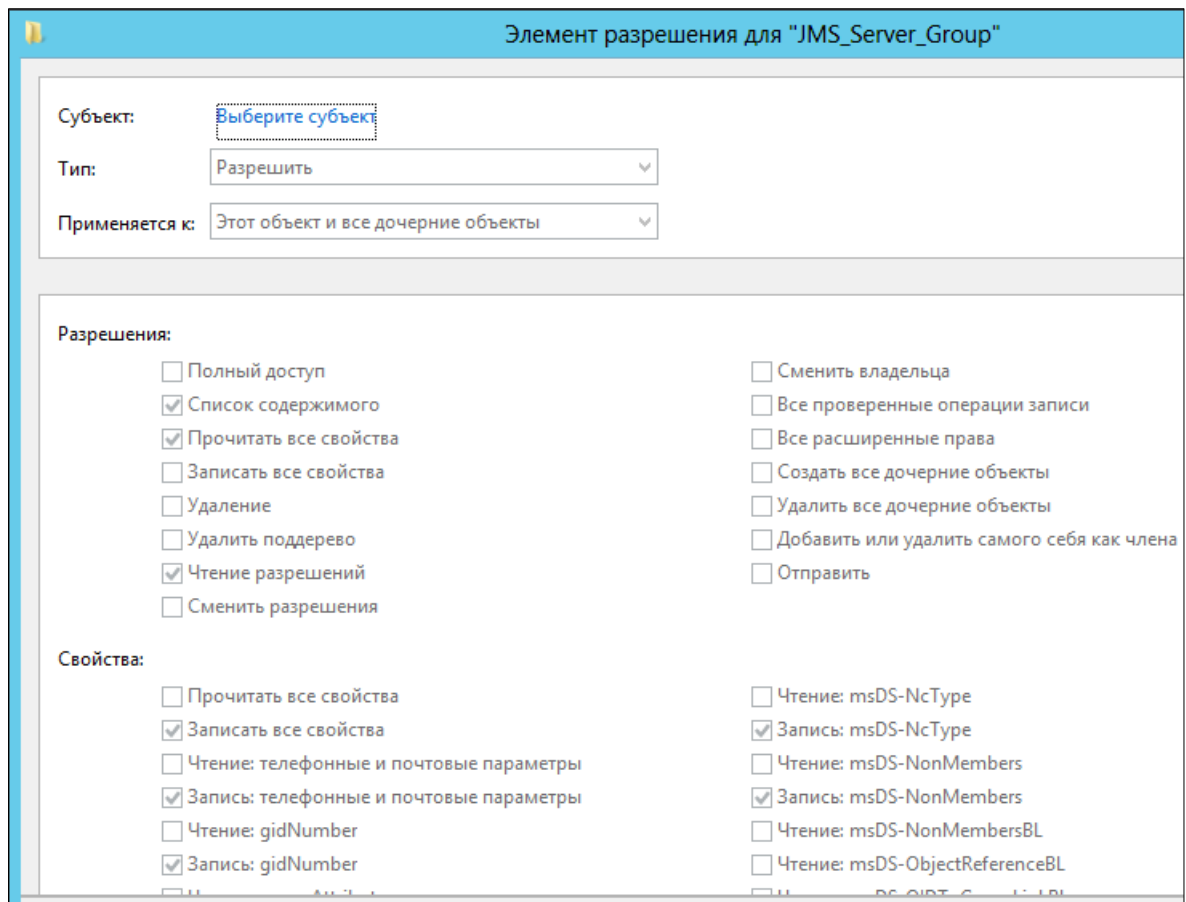 Элемент разрешения для "JMS_Server_Group"
Субъект: Выберите субъект
Тип: Разрешить
Применяется к: Этот объект и все дочерние объекты
Разрешения:
Полный доступ
Список содержимого
Прочитать все свойства
Записать все свойства
Удаление
Удалить поддерево
Чтение разрешений
Сменить разрешения
Сменить владельца
Все проверенные операции записи
Все расширенные права
Создать все дочерние объекты
Удалить все дочерние объекты
Добавить или удалить самого себя как члена
Отправить
Свойства:
Прочитать все свойства
Записать все свойства
Чтение: телефонные и почтовые параметры
Запись: телефонные и почтовые параметры
Чтение: gidNumber
Запись: gidNumber
Чтение: msDS-NcType
Запись: msDS-NcType
Чтение: msDS-NonMembers
Запись: msDS-NonMembers
Чтение: msDS-NonMembersBL
Чтение: msDS-ObjectReferenceBL